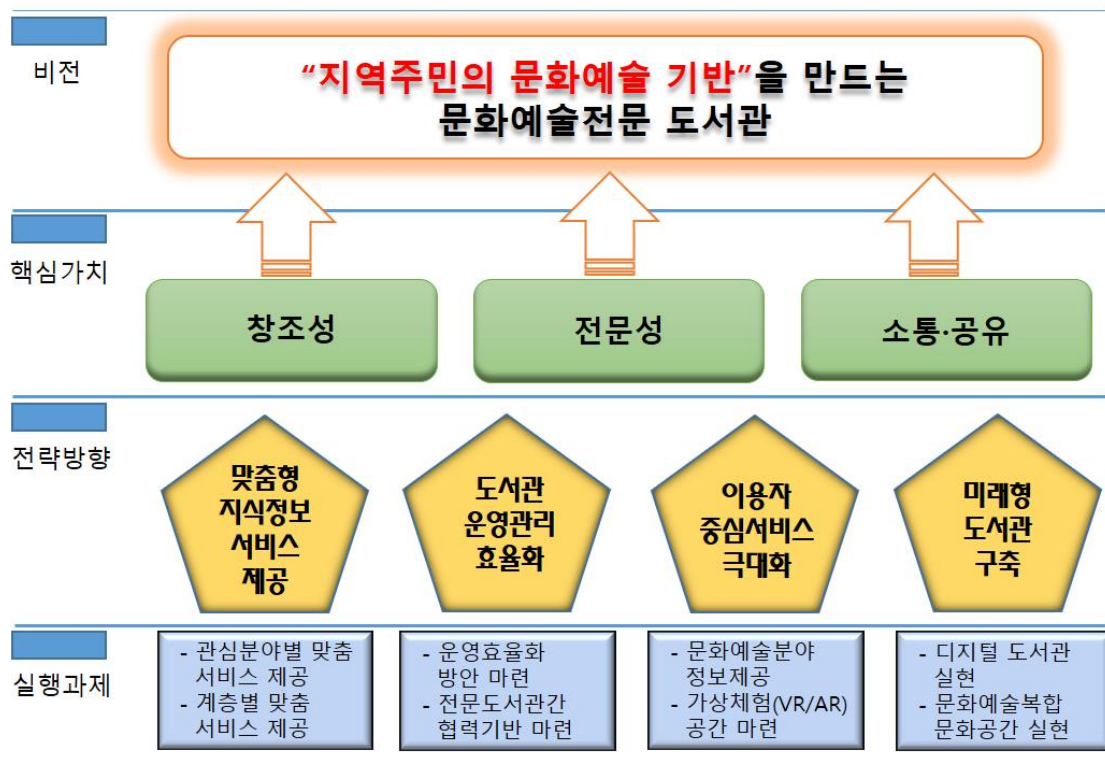 비전
“지역주민의 문화예술 기반”을 만드는
문화예술전문 도서관
핵심가치
창조성
전문성
소통·공유
전략방향
맞춤형
지식정보
서비스
제공
도서관
운영관리
효율화
이용자
중심서비스
극대화
미래형
도서관
구축
실행과제
- 관심분야별 맞춤
서비스 제공
- 계층별 맞춤
서비스 제공
- 운영효율화
방안 마련
- 전문도서관간
협력기반 마련
- 문화예술분야
정보제공
- 가상체험(VR/AR)
공간 마련
- 디지털 도서관
실현
- 문화예술복합
문화공간 실현